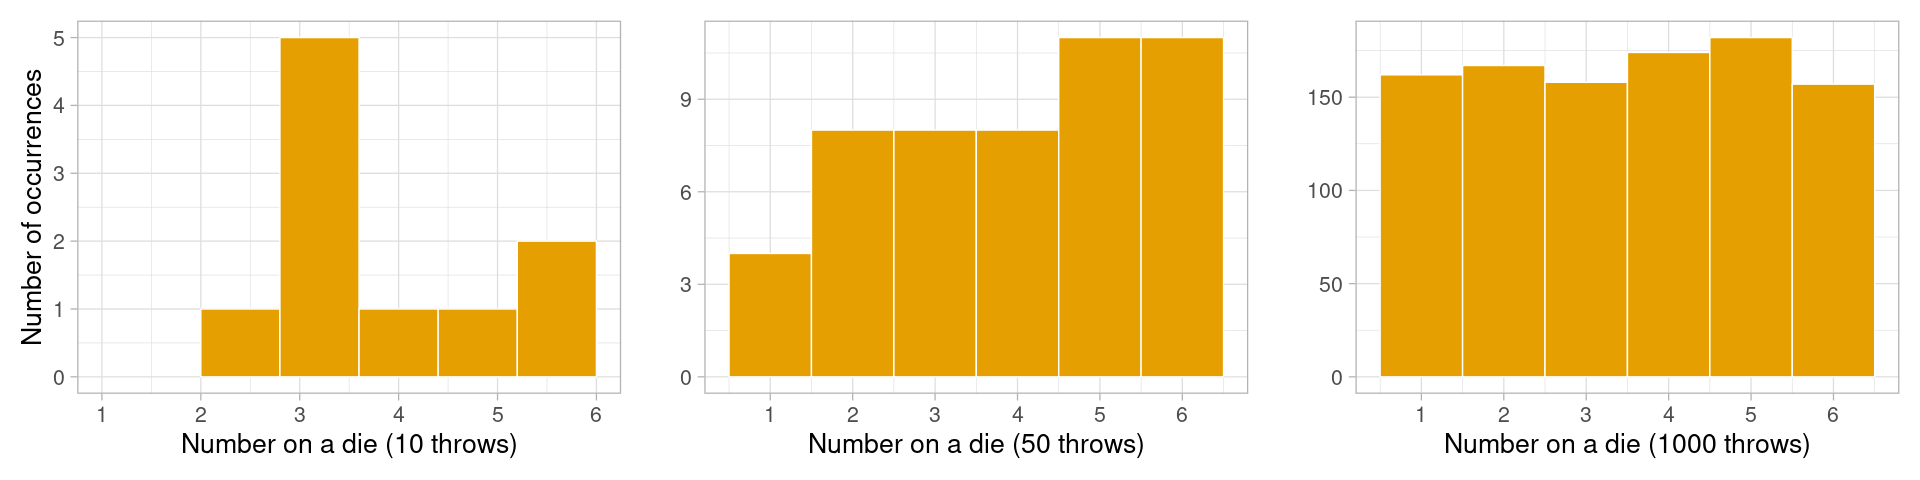 Number of occurrences
5
4
3
2
1
0
1 2 3 4 5 6
Number on a die (10 throws)
9
6
3
0
1 2 3 4 5 6
Number on a die (50 throws)
150
100
50
0
1 2 3 4 5 6
Number on a die (1000 throws)